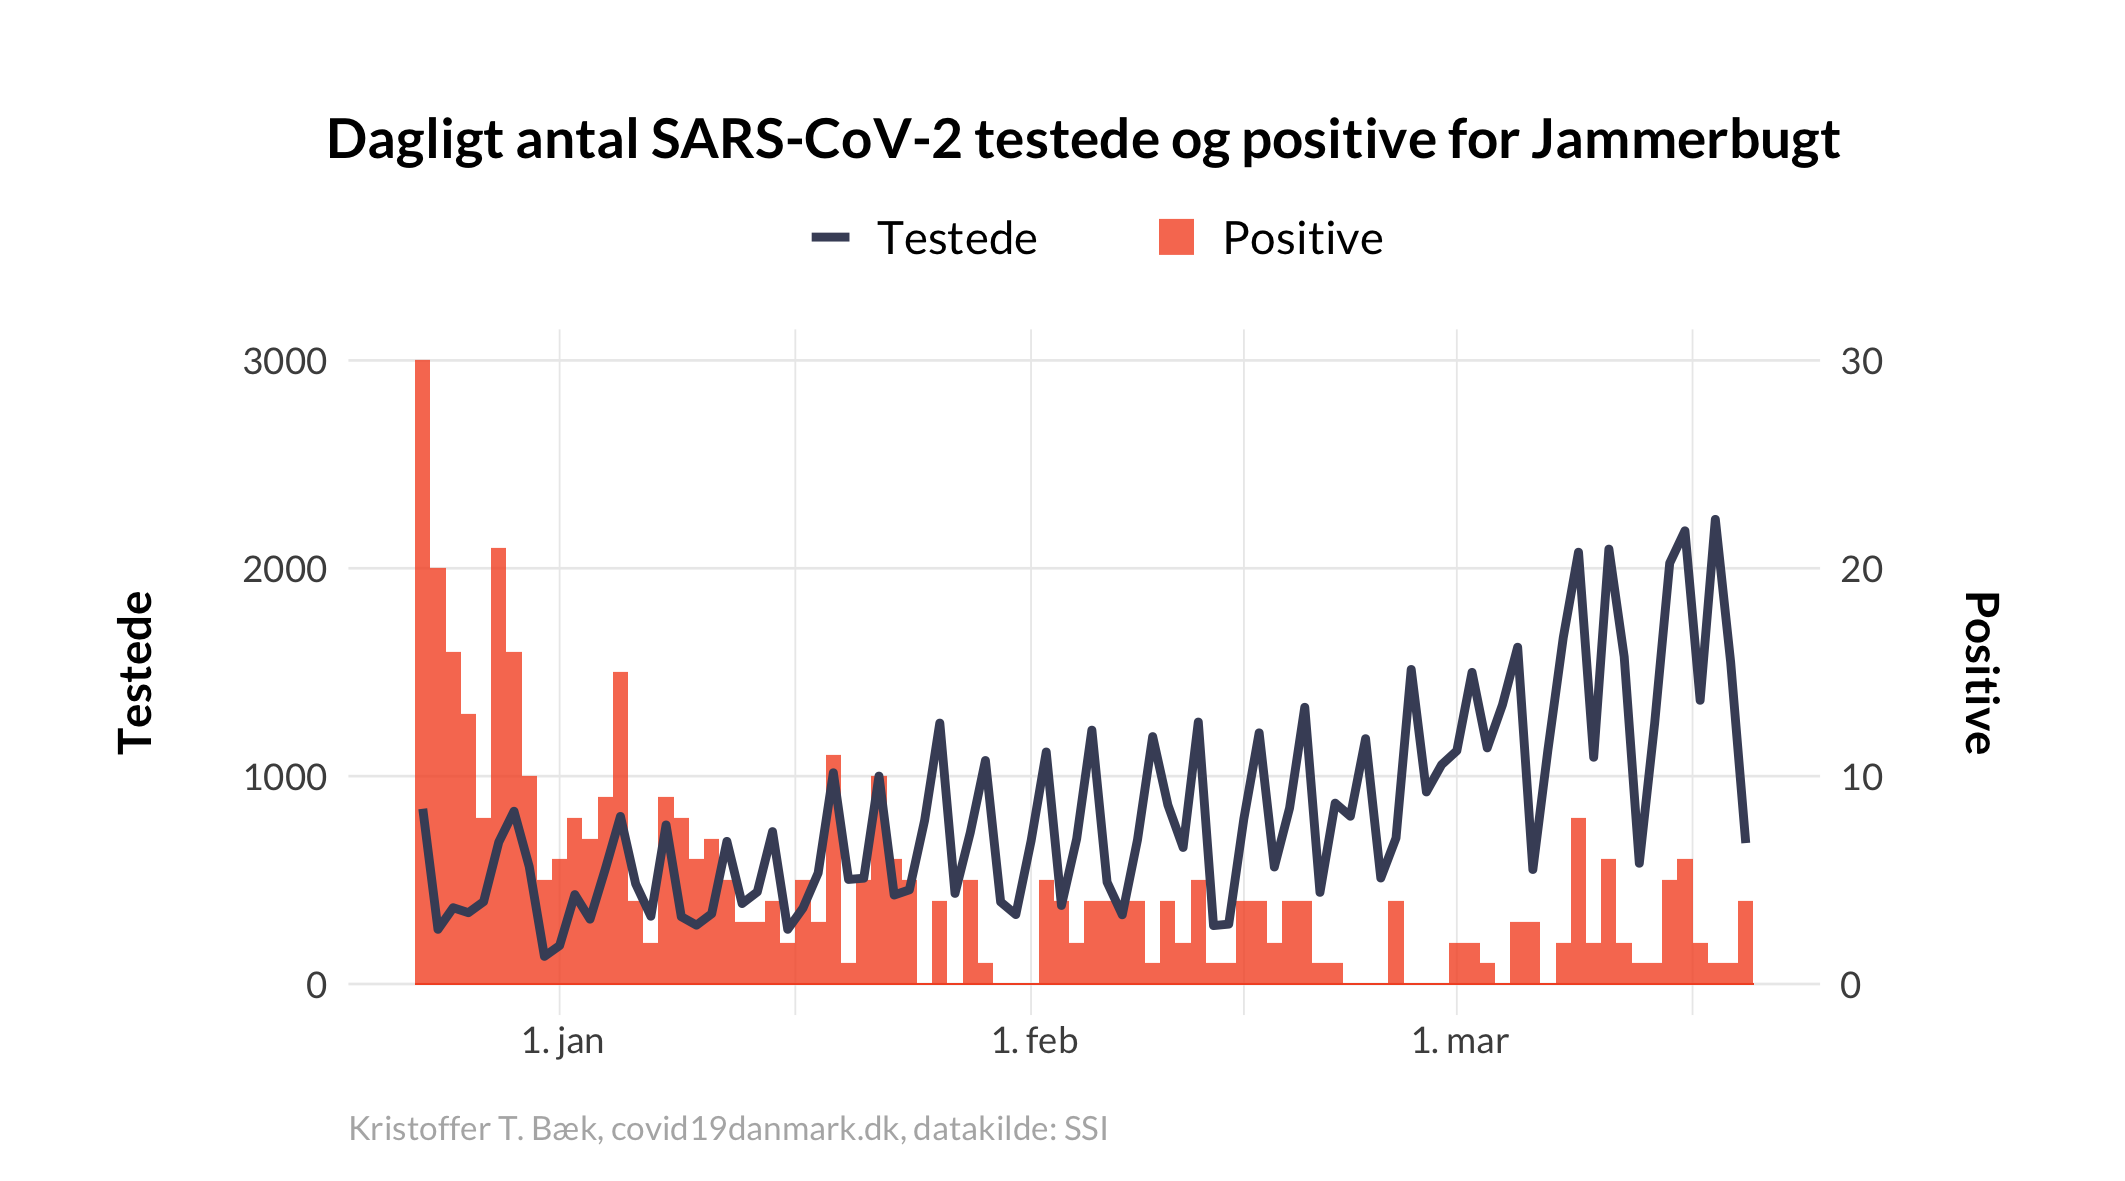 Dagligt antal SARS-CoV-2 testede og positive for Jammerbugt
Testede
Positive
3000
2000
1000
0
Testede
30
20
10
0
Positive
1. jan
1. feb
1. mar
Kristoffer T. Bæk, covid19danmark.dk, datakilde: SSI